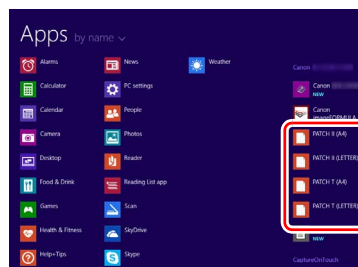 Apps by name
Alarms
Calculator
Calendar
Camera
Desktop
Food & Drink
Games
Health & Fitness
Help+Tips
News
PC settings
People
Photos
Reader
Reading List app
Scan
SkyDrive
Skype
Weather
Canon
Canon
NEW
Canon
imageFORMULA
PATCH II (A4)
PATCH II (LETTER)
PATCH T (A4)
PATCH T (LETTER)
NEW
CaptureOnTouch